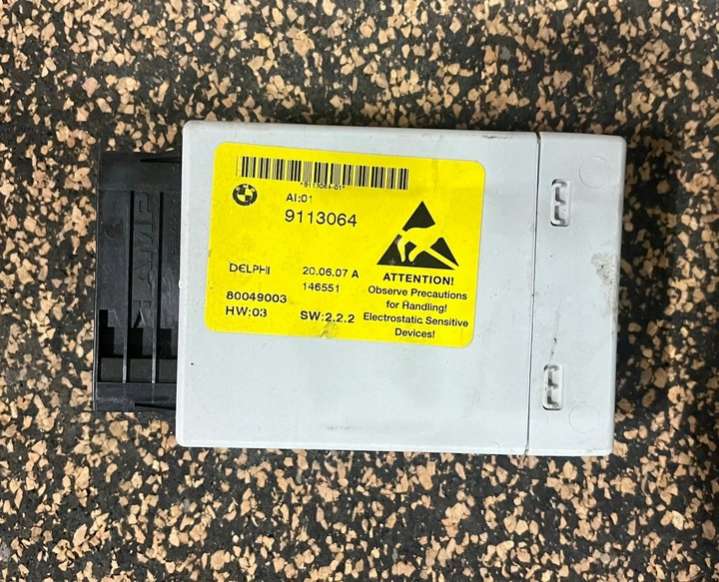 AI:01
9113064
DELPHI
20.06.07 A
146551
80049003
HW:03
SW:2.2.2
ATTENTION!
Observe Precautions
for Handling!
Electrostatic Sensitive
Devices!